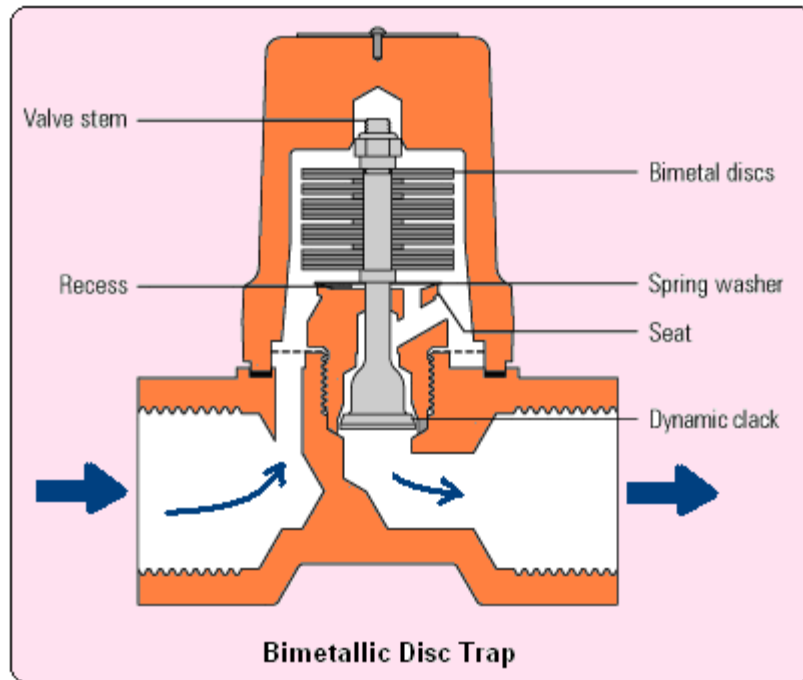 Valve stem
Bimetal discs
Recess
Spring washer
Seat
Dynamic clack
Bimetallic Disc Trap